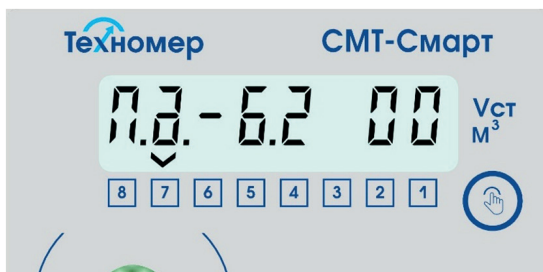 Техномер
СМТ-Смарт
П.д.-6.2 00
Vст
м³
8 7 6 5 4 3 2 1